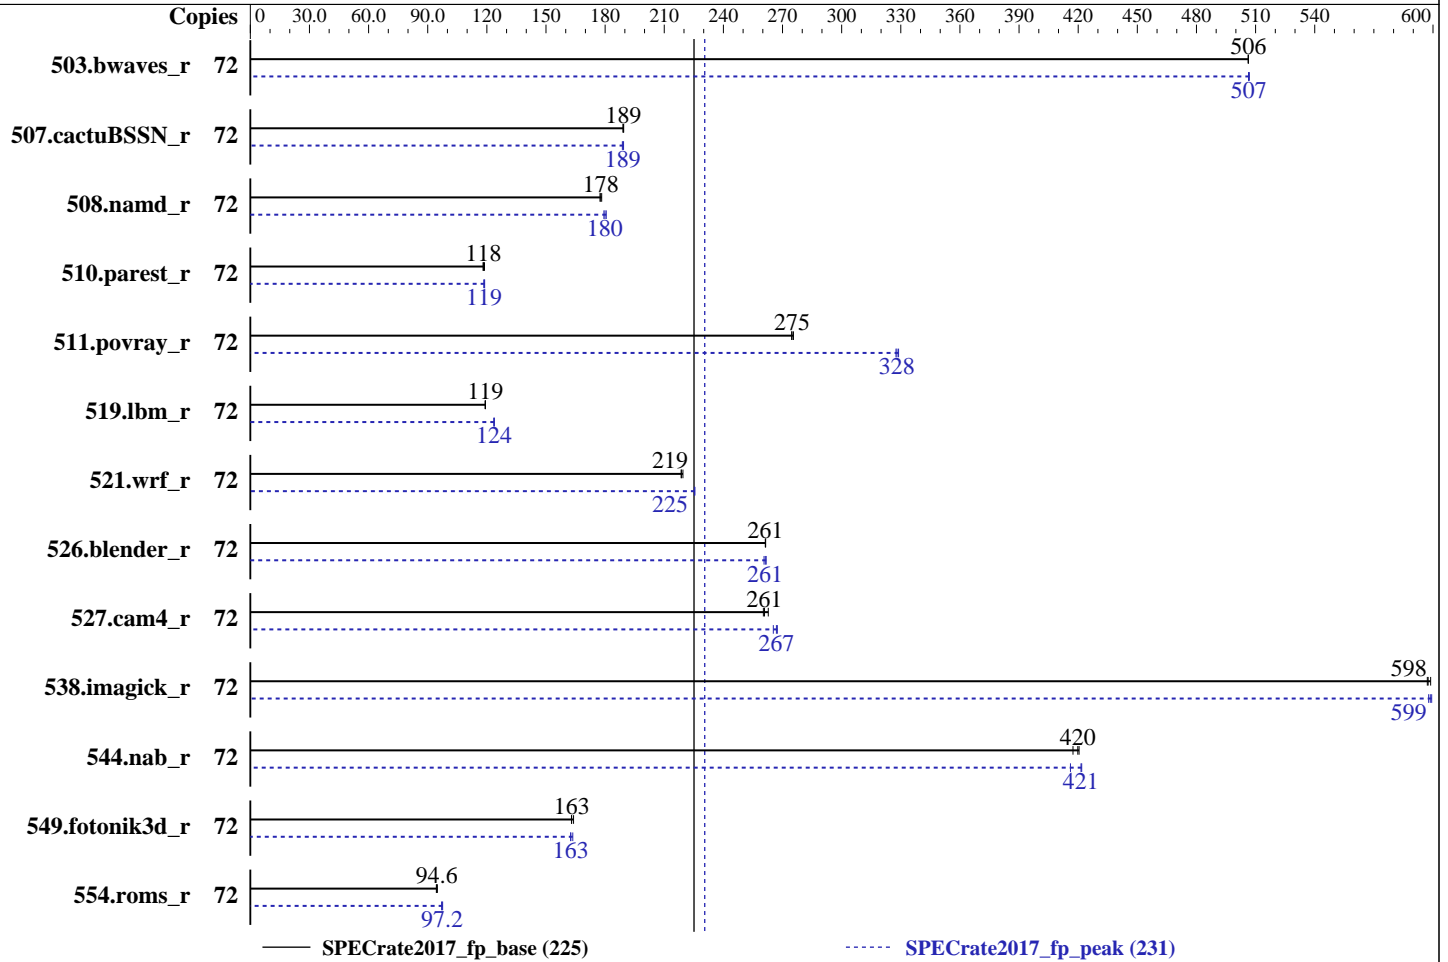 Copies 0 30.0 60.0 90.0 120 150 180 210 240 270 300 330 360 390 420 450 480 510 540 600
503.bwaves_r 72 506
507
507.cactuBSSN_r 72 189
189
508.namd_r 72 178
180
510.parest_r 72 118
119
511.povray_r 72 275
328
519.lbm_r 72 119
124
521.wrf_r 72 219
225
526.blender_r 72 261
261
527.cam4_r 72 261
267
538.imagick_r 72 598
599
544.nab_r 72 420
421
549.fotonik3d_r 72 163
163
554.roms_r 72 94.6
97.2
SPECrate2017_fp_base (225) SPECrate2017_fp_peak (231)